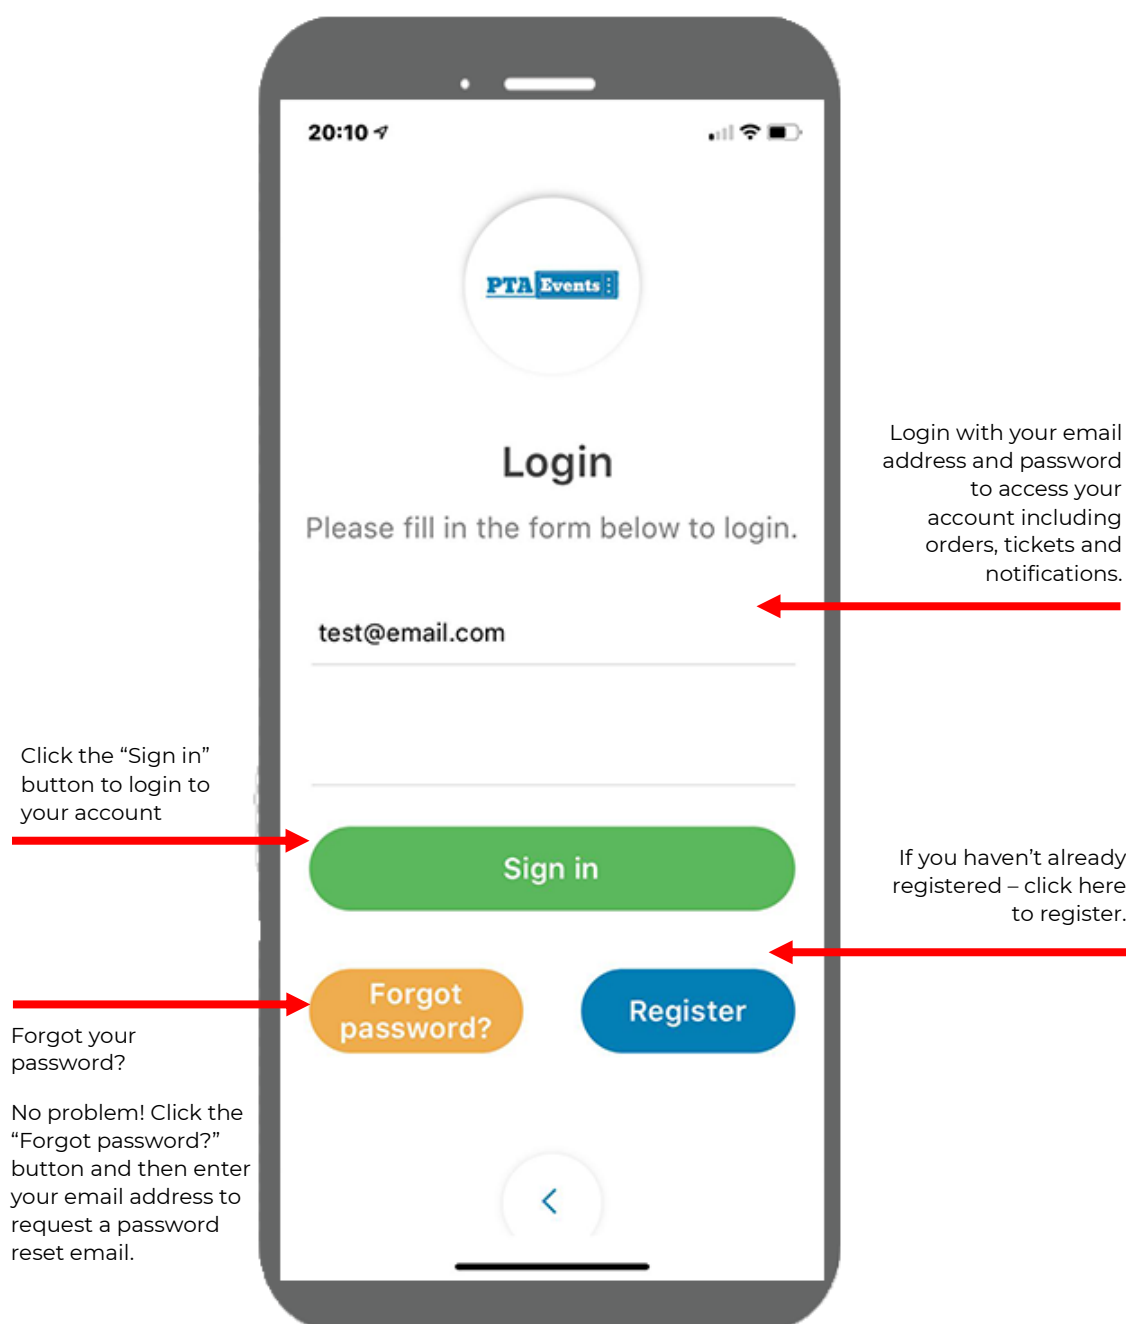 20:10
PTA Events
Login
Please fill in the form below to login.
Login with your email
address and password
to access your
account including
orders, tickets and
notifications.
test@email.com
Click the “Sign in”
button to login to
your account
Sign in
If you haven’t already
registered – click here
to register.
Forgot
password?
Register
Forgot your
password?
No problem! Click the
“Forgot password?”
button and then enter
your email address to
request a password
reset email.